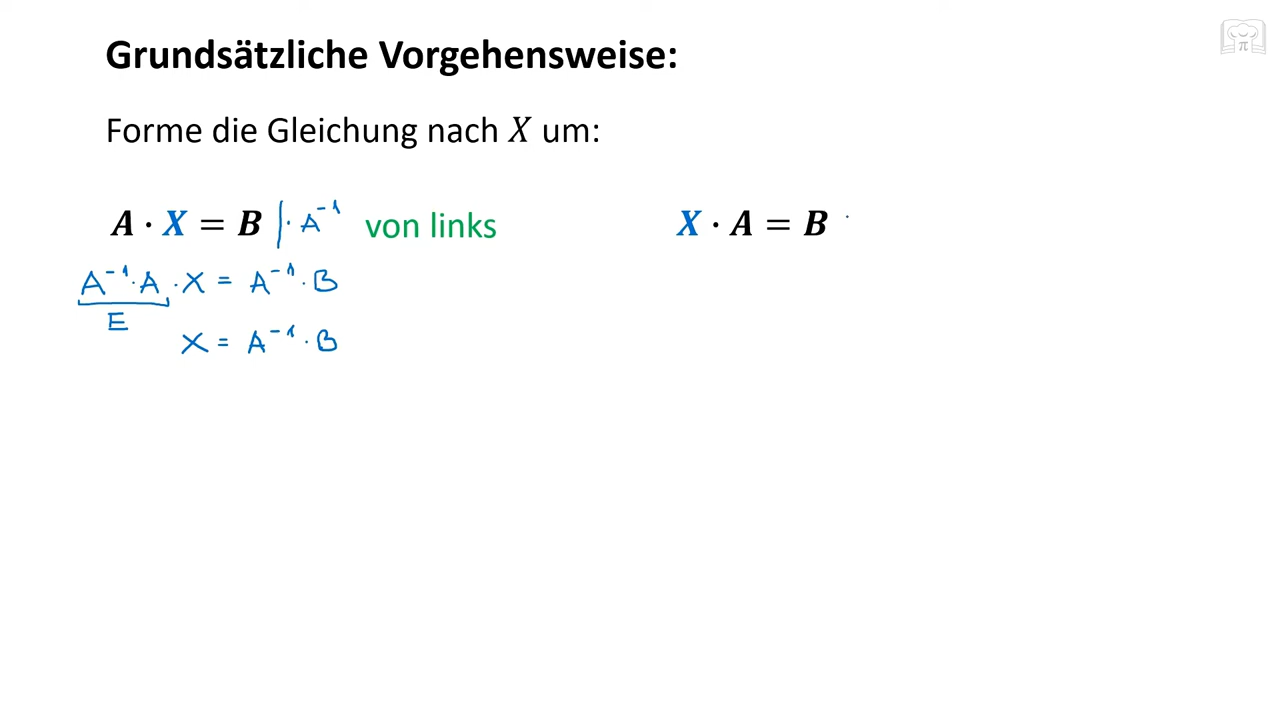 Grundsätzliche Vorgehensweise:
Forme die Gleichung nach X um:
A · X = B | · A⁻¹ von links
A⁻¹ · A · X = A⁻¹ · B
E
X = A⁻¹ · B
X · A = B
π